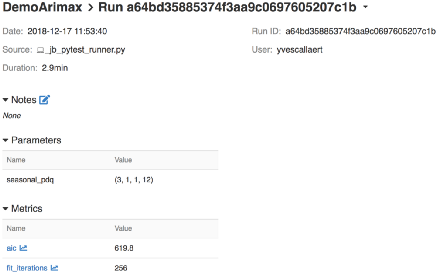 DemoArimax > Run a64bd35885374f3aa9c0697605207c1b
Date: 2018-12-17 11:53:40 Run ID: a64bd35885374f3aa9c0697605207c1b
Source: _jb_pytest_runner.py User: yvescallaert
Duration: 2.9min
Notes
None
Parameters
Name Value
seasonal_pdq (3, 1, 1, 12)
Metrics
Name Value
aic 619.8
fit_iterations 256